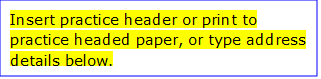 Insert practice header or print to
practice headed paper, or type address
details below.